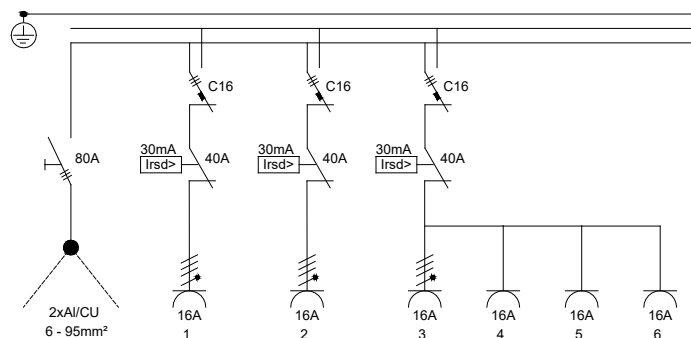 C16 C16 C16
30mA 30mA 30mA
80A Irsd> 40A Irsd> 40A Irsd> 40A
2xAl/CU 16A 16A 16A 16A 16A 16A
6 - 95mm² 1 2 3 4 5 6